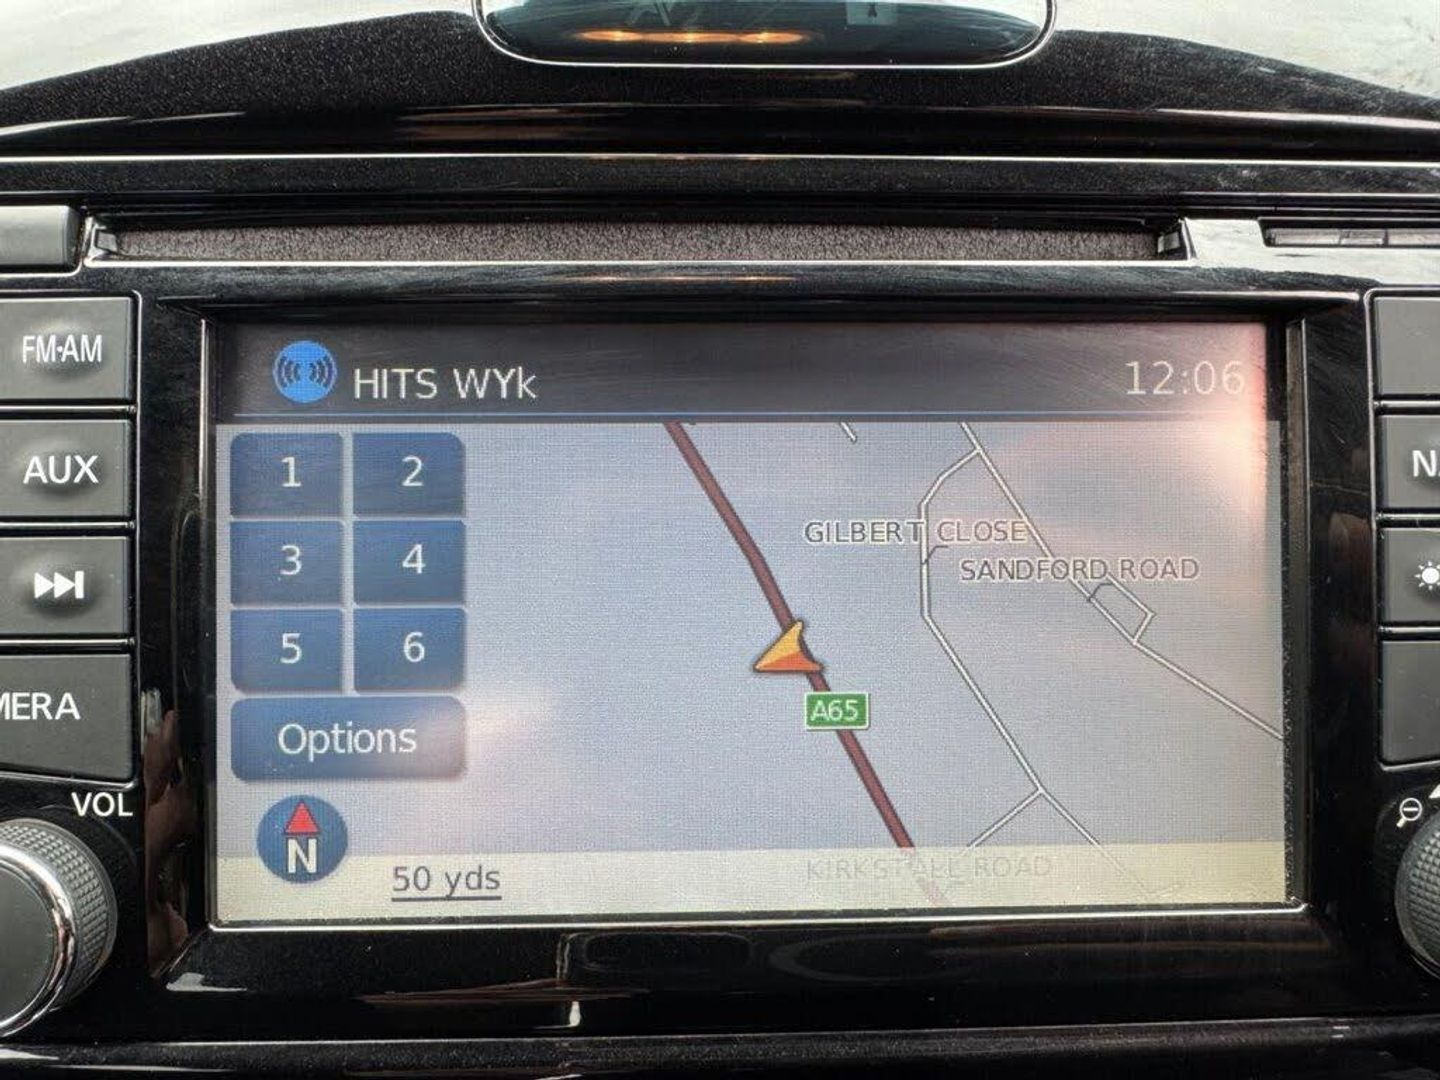 HITS WYk
12:06
FM·AM
AUX
MERA
VOL
1
2
3
4
5
6
Options
N
50 yds
GILBERT CLOSE
SANDFORD ROAD
A65
KIRKSTALL ROAD